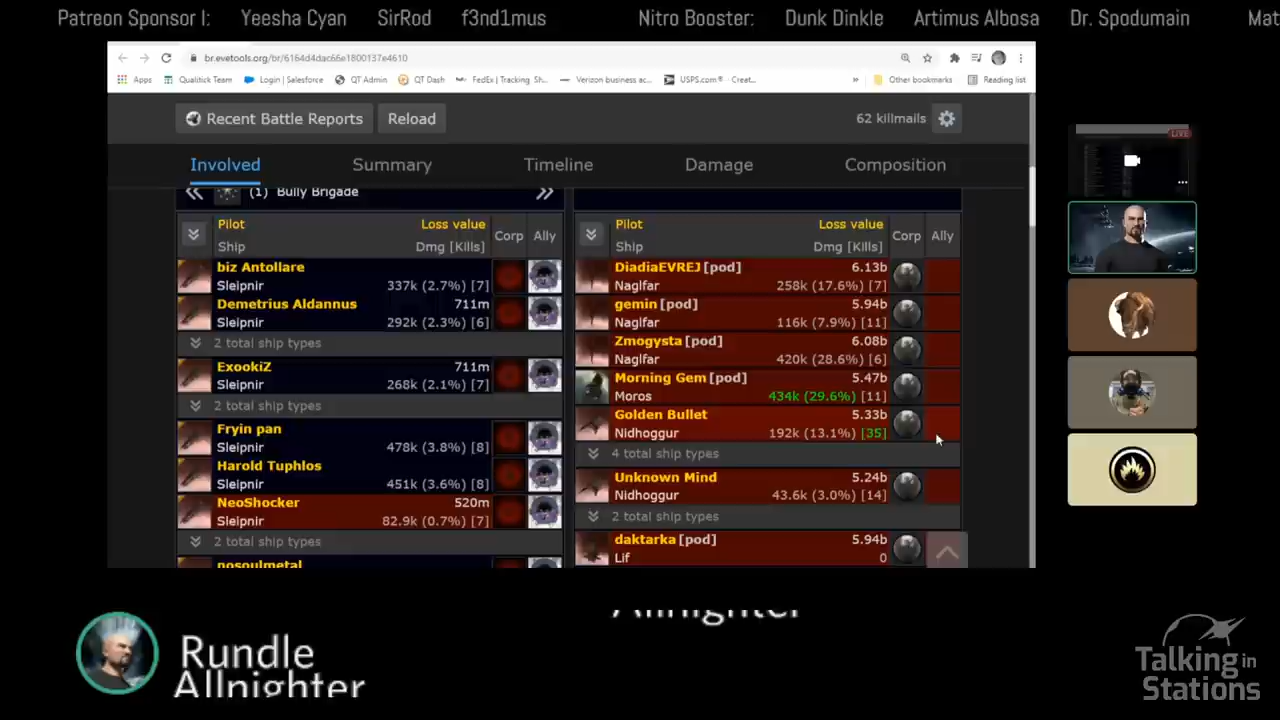 Patreon Sponsor I: Yeesha Cyan SirRod f3nd1mus Nitro Booster: Dunk Dinkle Artimus Albosa Dr. Spodumain Mat
br.evetools.org/br/6164d4dac66e1800137e4610
Apps Qualitick Team Login | Salesforce QT Admin QT Dash FedEx | Tracking, Sh... Verizon business ac... USPS.com® - Creat... » Other bookmarks Reading list
Recent Battle Reports Reload 62 killmails
Involved Summary Timeline Damage Composition
(1) Bully Brigade
Pilot Loss value Corp Ally
Ship Dmg [Kills]
biz Antollare
Sleipnir 337k (2.7%) [7]
Demetrius Aldannus 711m
Sleipnir 292k (2.3%) [6]
2 total ship types
ExookiZ 711m
Sleipnir 268k (2.1%) [7]
2 total ship types
Fryin pan
Sleipnir 478k (3.8%) [8]
Harold Tuphlos
Sleipnir 451k (3.6%) [8]
NeoShocker 520m
Sleipnir 82.9k (0.7%) [7]
2 total ship types
nosoulmetal
Pilot Loss value Corp Ally
Ship Dmg [Kills]
DiadiaEVREJ [pod] 6.13b
Naglfar 258k (17.6%) [7]
gemin [pod] 5.94b
Naglfar 116k (7.9%) [11]
Zmogysta [pod] 6.08b
Naglfar 420k (28.6%) [6]
Morning Gem [pod] 5.47b
Moros 434k (29.6%) [11]
Golden Bullet 5.33b
Nidhoggur 192k (13.1%) [35]
4 total ship types
Unknown Mind 5.24b
Nidhoggur 43.6k (3.0%) [14]
2 total ship types
daktarka [pod] 5.94b
Lif 0
LIVE
Allnighter
Rundle
Allnighter
Talking in
Stations